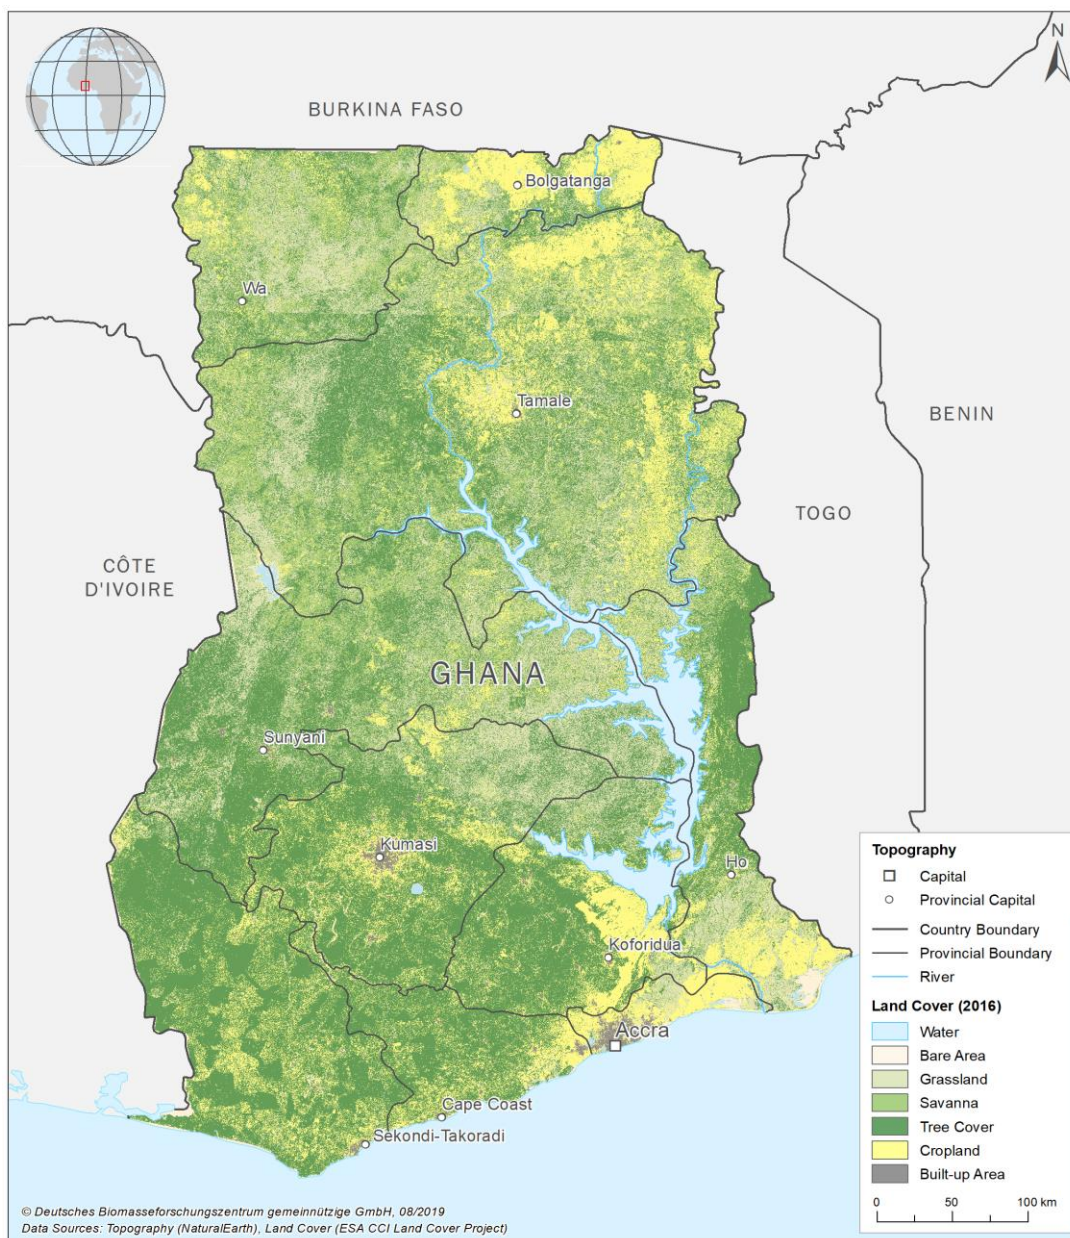 N
BURKINA FASO
Bolgatanga
Wa
Tamale
BENIN
TOGO
CÔTE
D'IVOIRE
GHANA
Sunyani
Kumasi
Ho
Koforidua
Accra
Cape Coast
Sekondi-Takoradi
Topography
Capital
Provincial Capital
Country Boundary
Provincial Boundary
River
Land Cover (2016)
Water
Bare Area
Grassland
Savanna
Tree Cover
Cropland
Built-up Area
0 50 100 km
© Deutsches Biomasseforschungszentrum gemeinnützige GmbH, 08/2019
Data Sources: Topography (NaturalEarth), Land Cover (ESA CCI Land Cover Project)